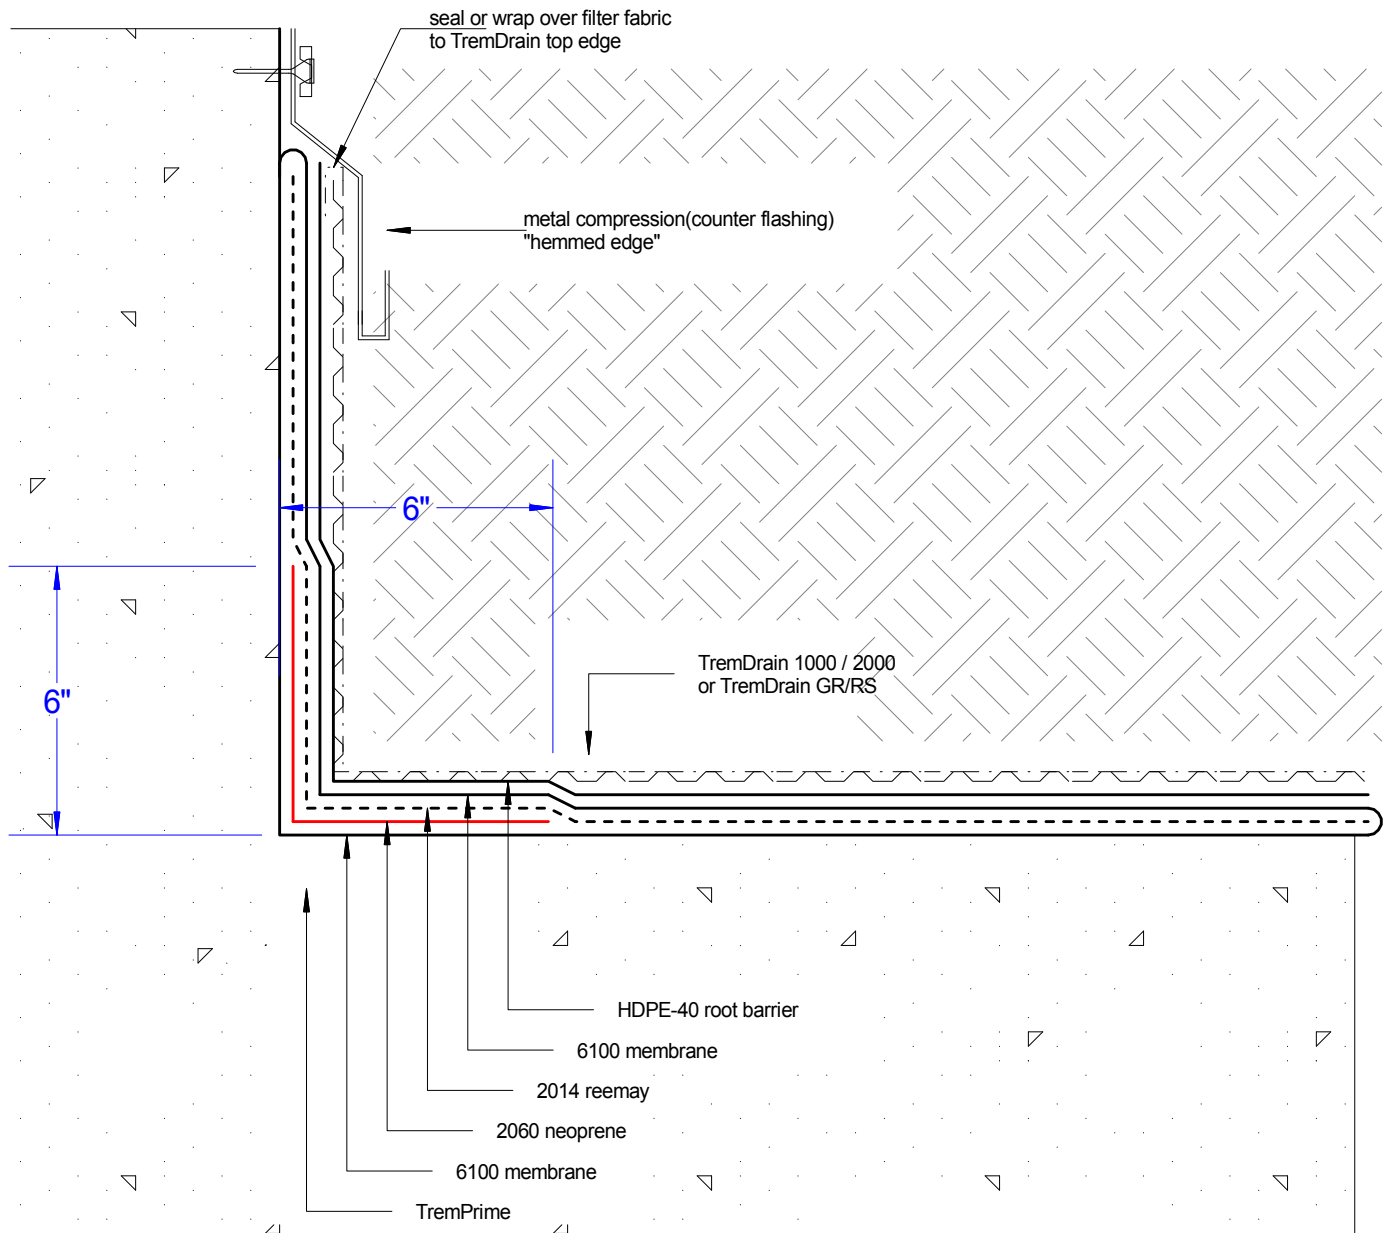 seal or wrap over filter fabric
to TremDrain top edge
metal compression(counter flashing)
"hemmed edge"
6"
6"
TremDrain 1000 / 2000
or TremDrain GR/RS
HDPE-40 root barrier
6100 membrane
2014 reemay
2060 neoprene
6100 membrane
TremPrime